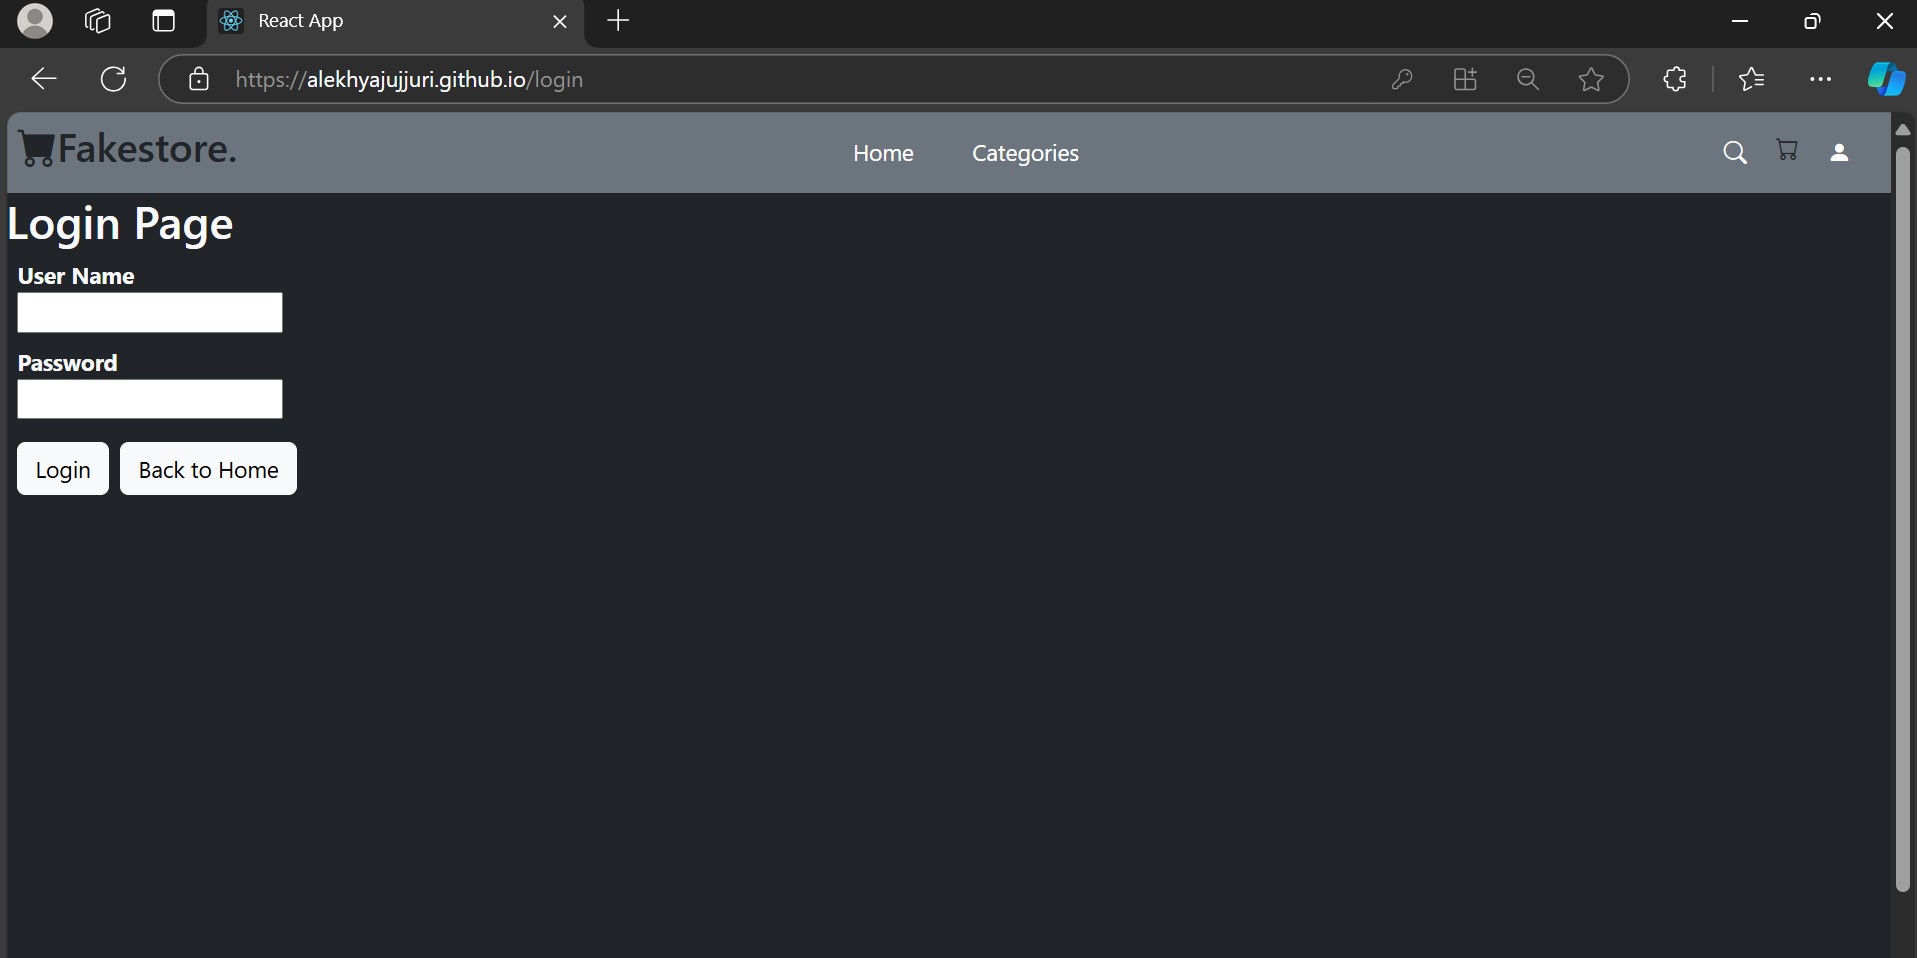 React App
https://alekhyajujjuri.github.io/login
Fakestore.
Home Categories
Login Page
User Name
Password
Login Back to Home